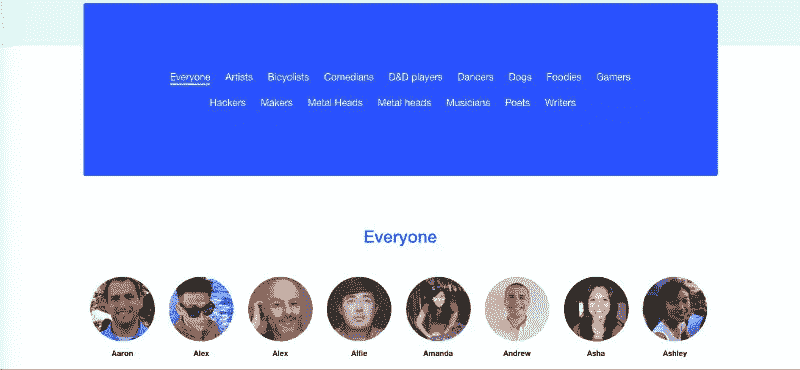 Everyone Artists Bicyclists Comedians D&D players Dancers Dogs Foodies Gamers
Hackers Makers Metal Heads Metal heads Musicians Poets Writers
Everyone
Aaron Alex Alex Alfie Amanda Andrew Asha Ashley